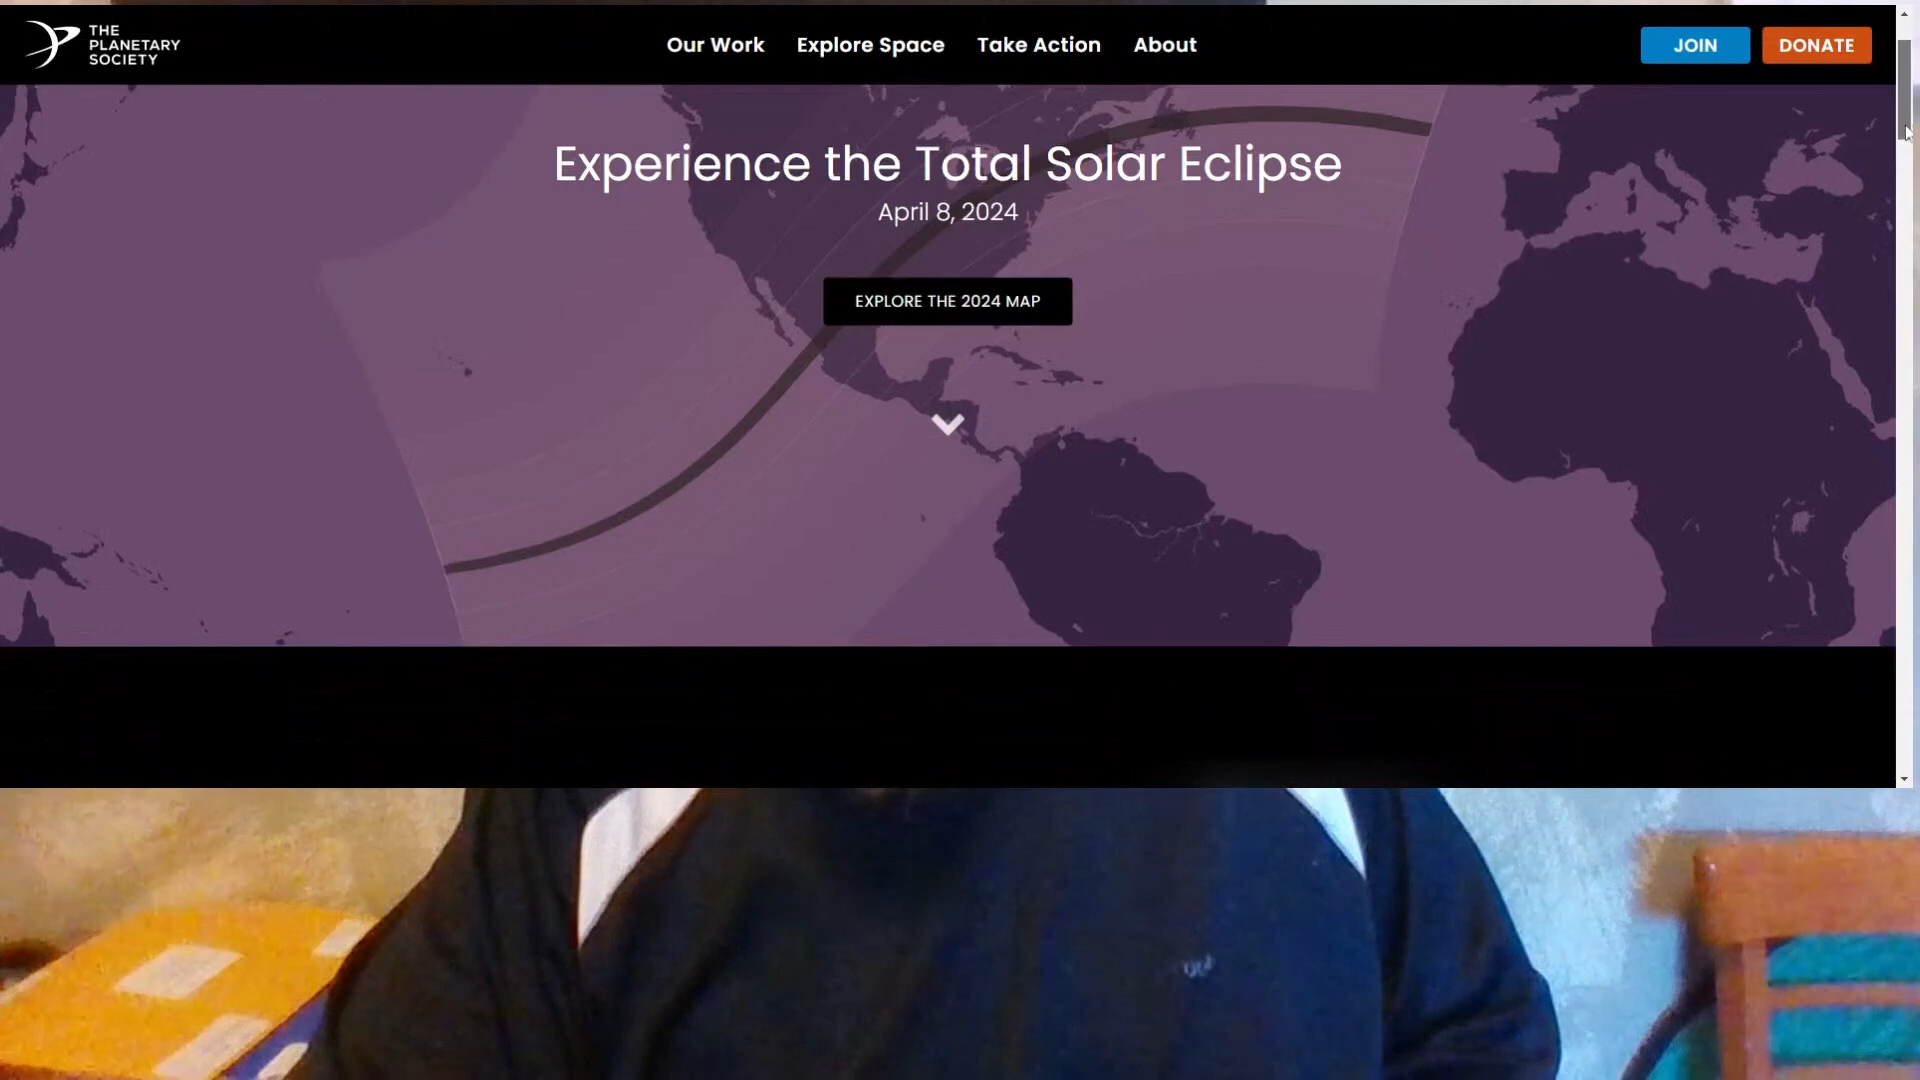 THE
PLANETARY
SOCIETY
Our Work
Explore Space
Take Action
About
JOIN
DONATE
Experience the Total Solar Eclipse
April 8, 2024
EXPLORE THE 2024 MAP